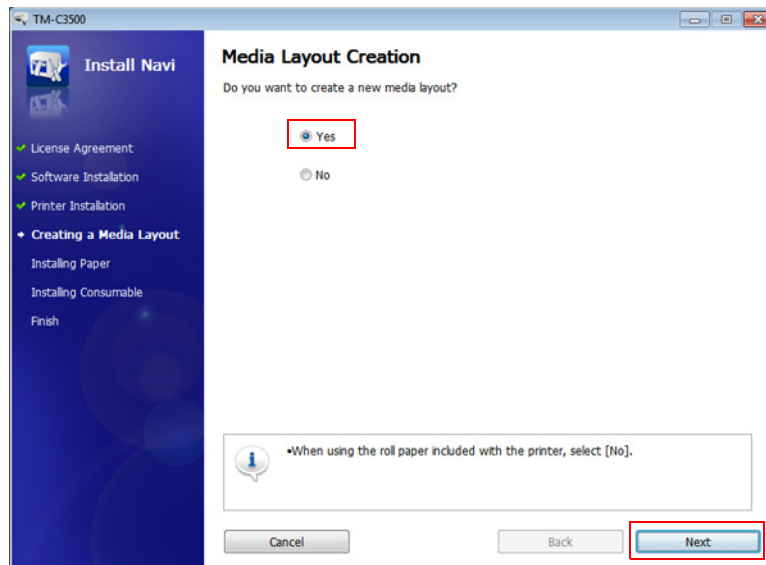 TM-C3500
Install Navi
License Agreement
Software Installation
Printer Installation
Creating a Media Layout
Installing Paper
Installing Consumable
Finish
Media Layout Creation
Do you want to create a new media layout?
Yes
No
•When using the roll paper included with the printer, select [No].
Cancel
Back
Next